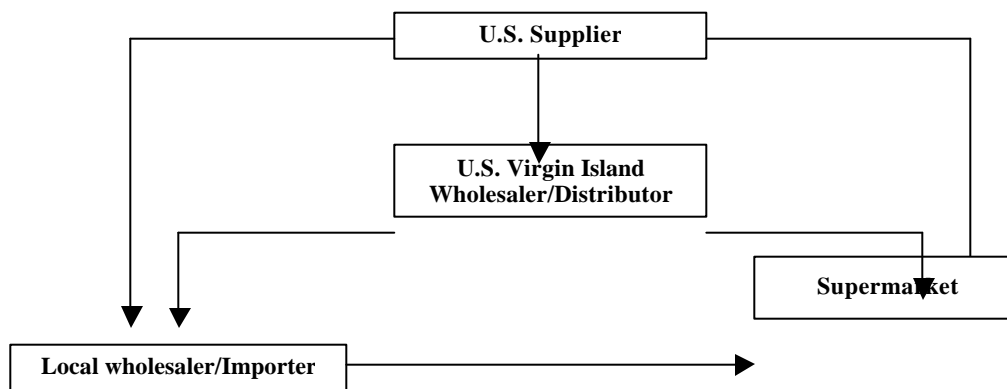 U.S. Supplier
U.S. Virgin Island
Wholesaler/Distributor
Supermarket
Local wholesaler/Importer